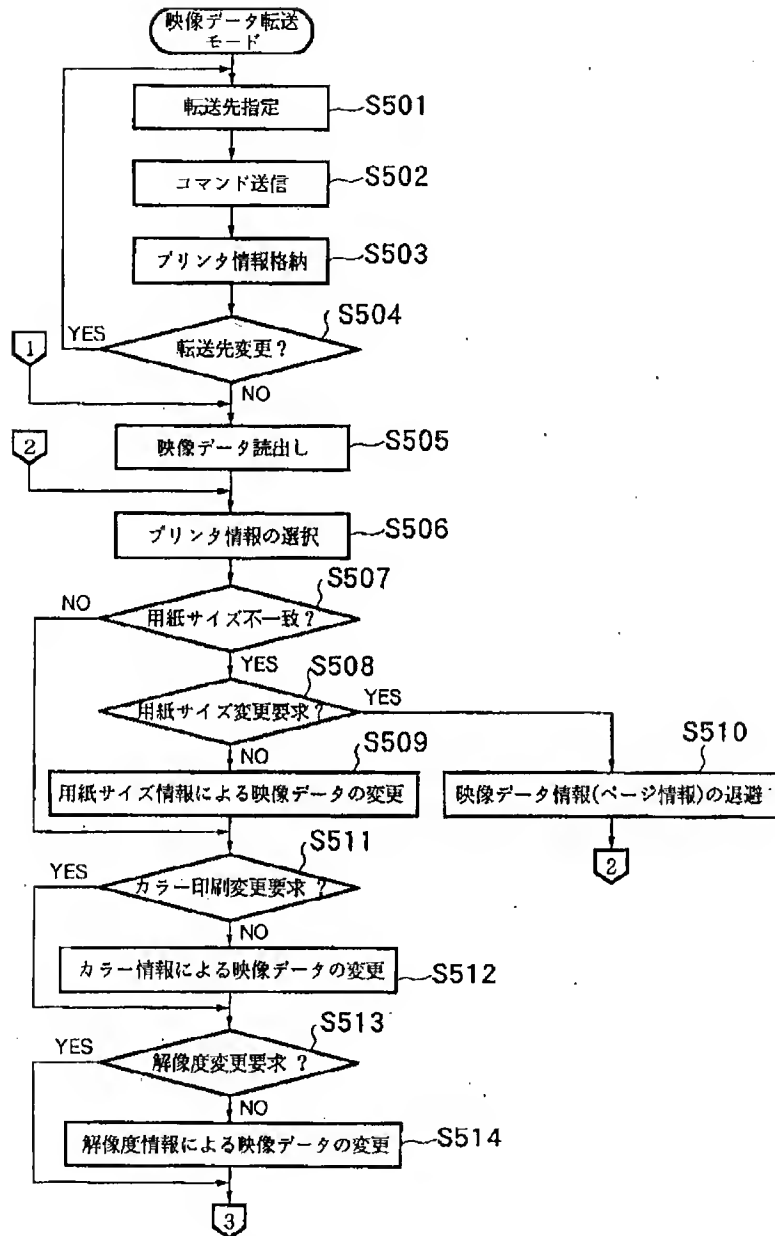 映像データ転送
モード
転送先指定
S501
コマンド送信
S502
プリンタ情報格納
S503
S504
YES
転送先変更？
1
NO
映像データ読出し
S505
2
プリンタ情報の選択
S506
S507
NO
用紙サイズ不一致？
YES
S508
用紙サイズ変更要求？
YES
NO
S509
S510
用紙サイズ情報による映像データの変更
映像データ情報(ページ情報)の退避
S511
2
YES
カラー印刷変更要求？
NO
カラー情報による映像データの変更
S512
S513
YES
解像度変更要求？
NO
解像度情報による映像データの変更
S514
3